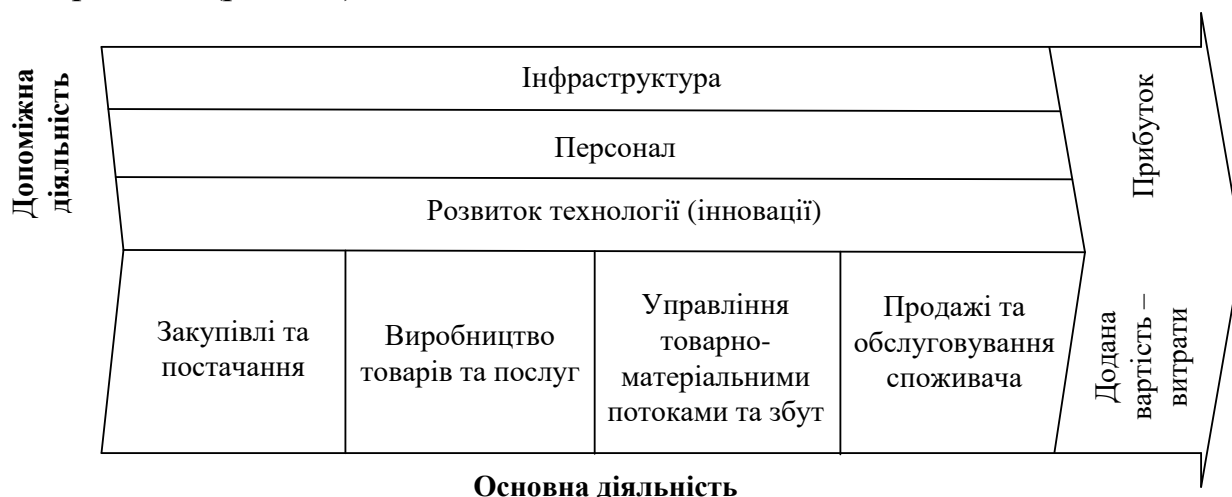 Допоміжна
діяльність
Інфраструктура
Персонал
Розвиток технології (інновації)
Прибуток
Закупівлі та
постачання
Виробництво
товарів та послуг
Управління
товарно-
матеріальними
потоками та збут
Продажі та
обслуговування
споживача
Додана
вартість –
витрати
Основна діяльність